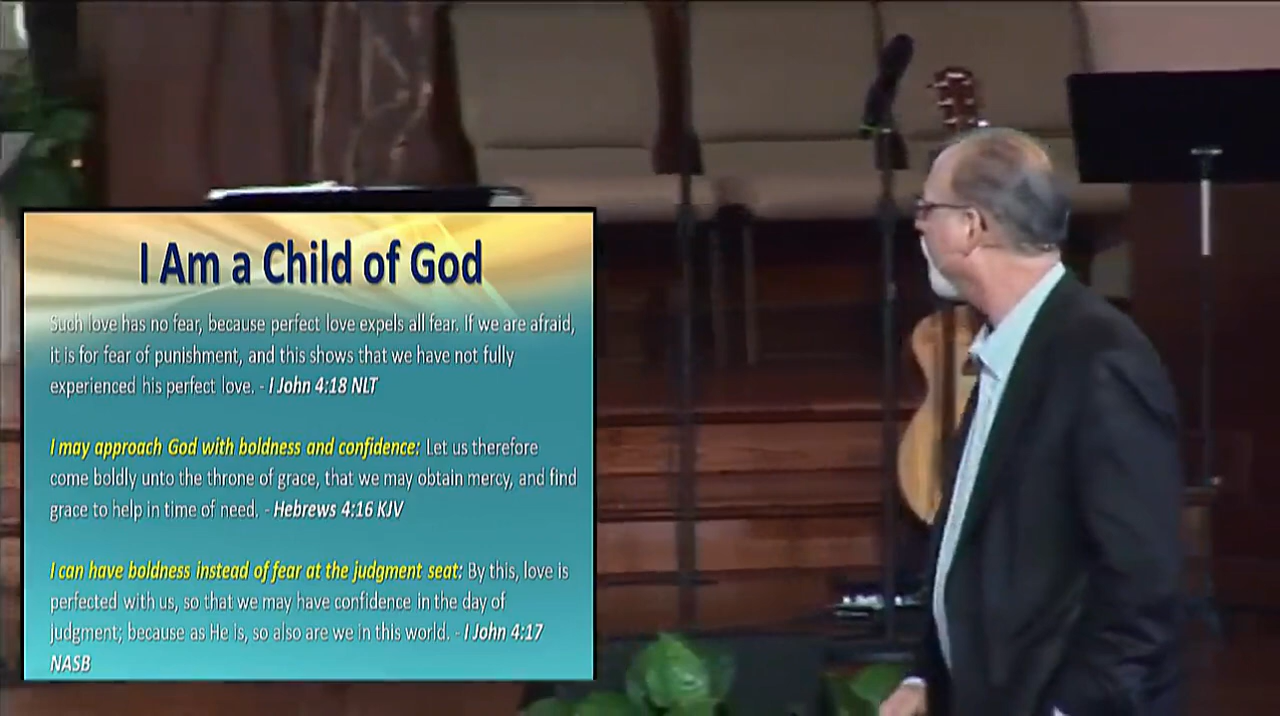 I Am a Child of God
Such love has no fear, because perfect love expels all fear. If we are afraid,
it is for fear of punishment, and this shows that we have not fully
experienced his perfect love. - I John 4:18 NLT
I may approach God with boldness and confidence: Let us therefore
come boldly unto the throne of grace, that we may obtain mercy, and find
grace to help in time of need. - Hebrews 4:16 KJV
I can have boldness instead of fear at the judgment seat: By this, love is
perfected with us, so that we may have confidence in the day of
judgment; because as He is, so also are we in this world. - I John 4:17
NASB